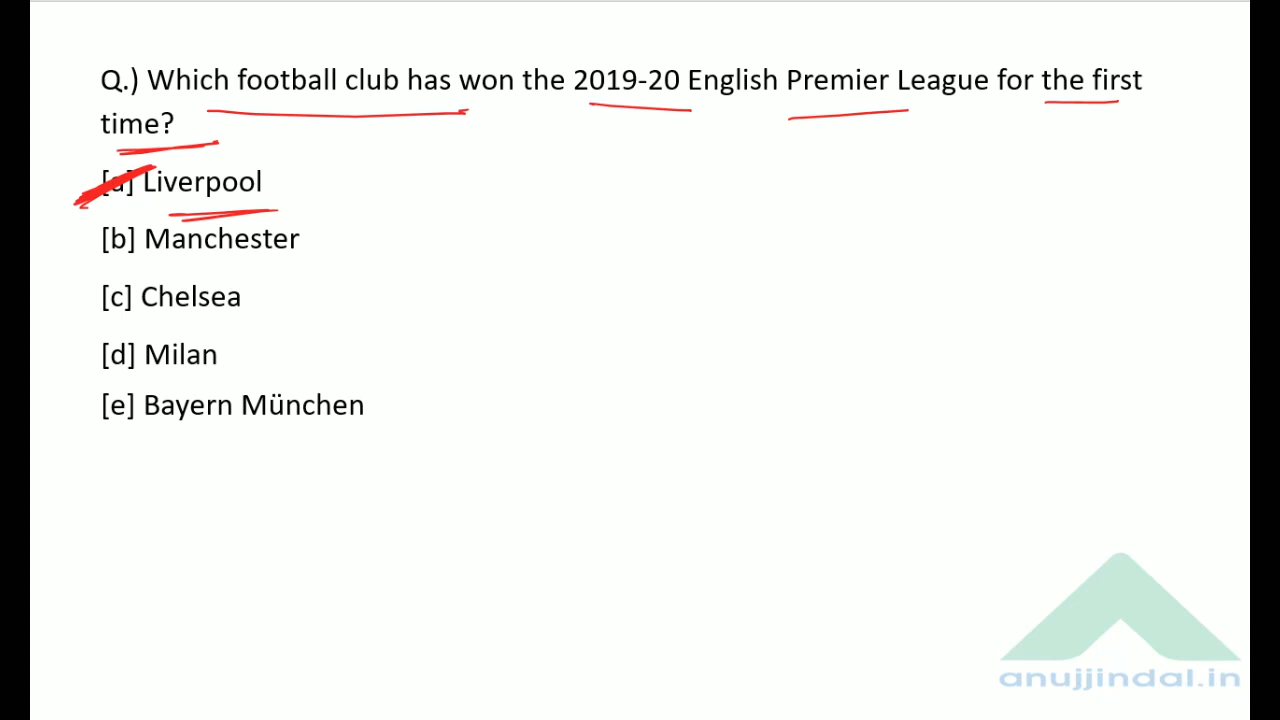 Q.) Which football club has won the 2019-20 English Premier League for the first
time?
[a] Liverpool
[b] Manchester
[c] Chelsea
[d] Milan
[e] Bayern München
anujjindal.in